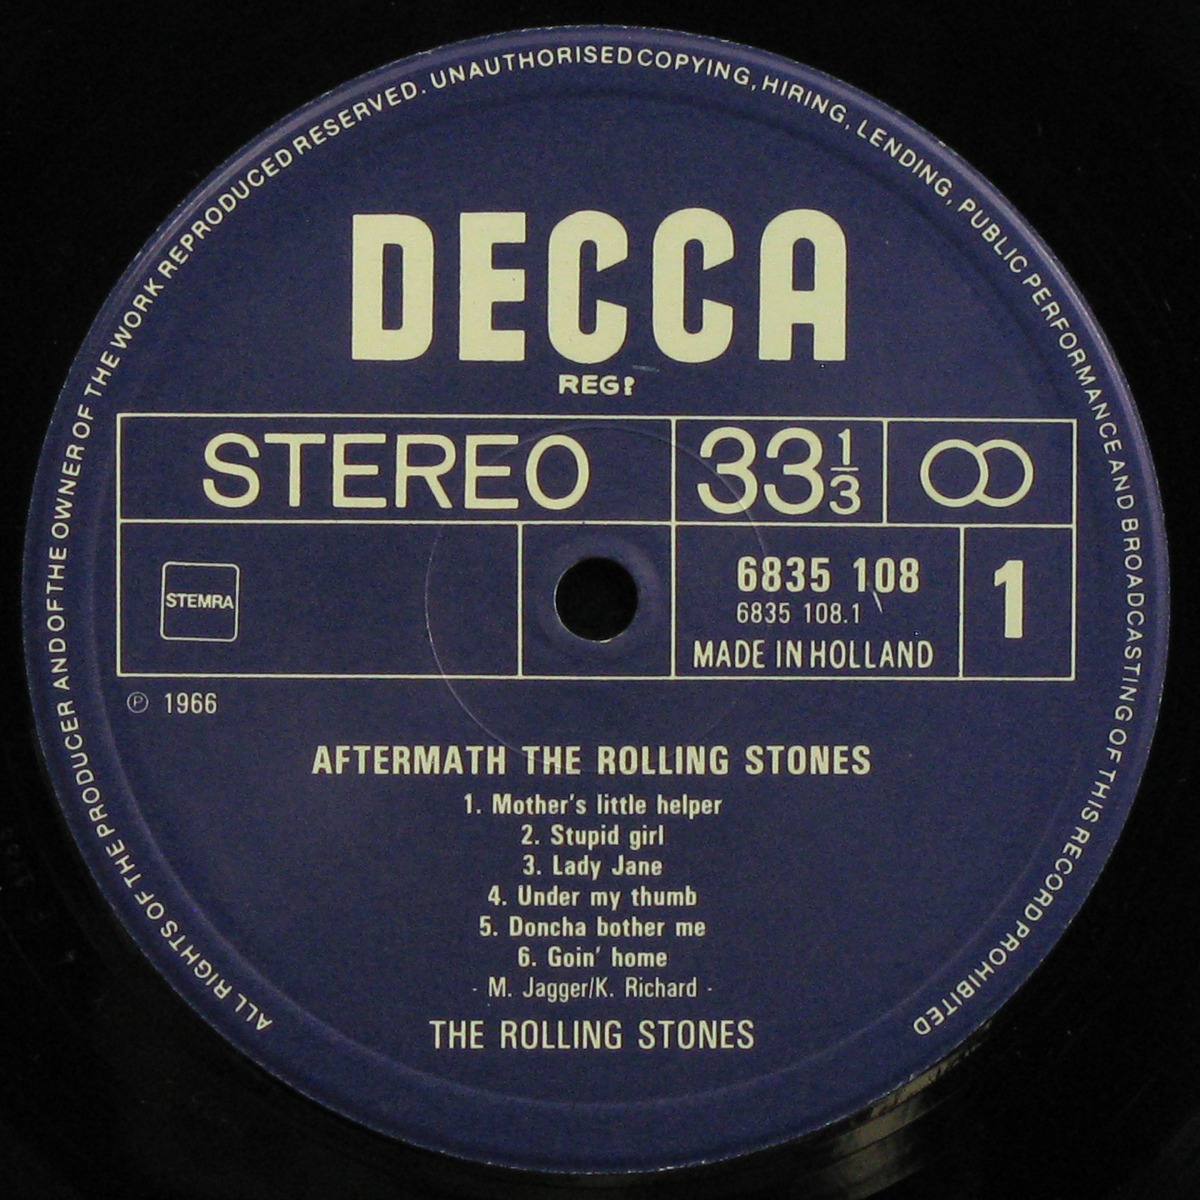 ALL RIGHTS OF THE PRODUCER AND OF THE OWNER OF THE WORK REPRODUCED RESERVED. UNAUTHORISED COPYING, HIRING, LENDING, PUBLIC PERFORMANCE AND BROADCASTING OF THIS RECORD PROHIBITED
DECCA
REGD
STEREO 33 1/3
STEMRA
6835 108
6835 108.1
MADE IN HOLLAND
1
℗ 1966
AFTERMATH THE ROLLING STONES
1. Mother's little helper
2. Stupid girl
3. Lady Jane
4. Under my thumb
5. Doncha bother me
6. Goin' home
- M. Jagger/K. Richard -
THE ROLLING STONES